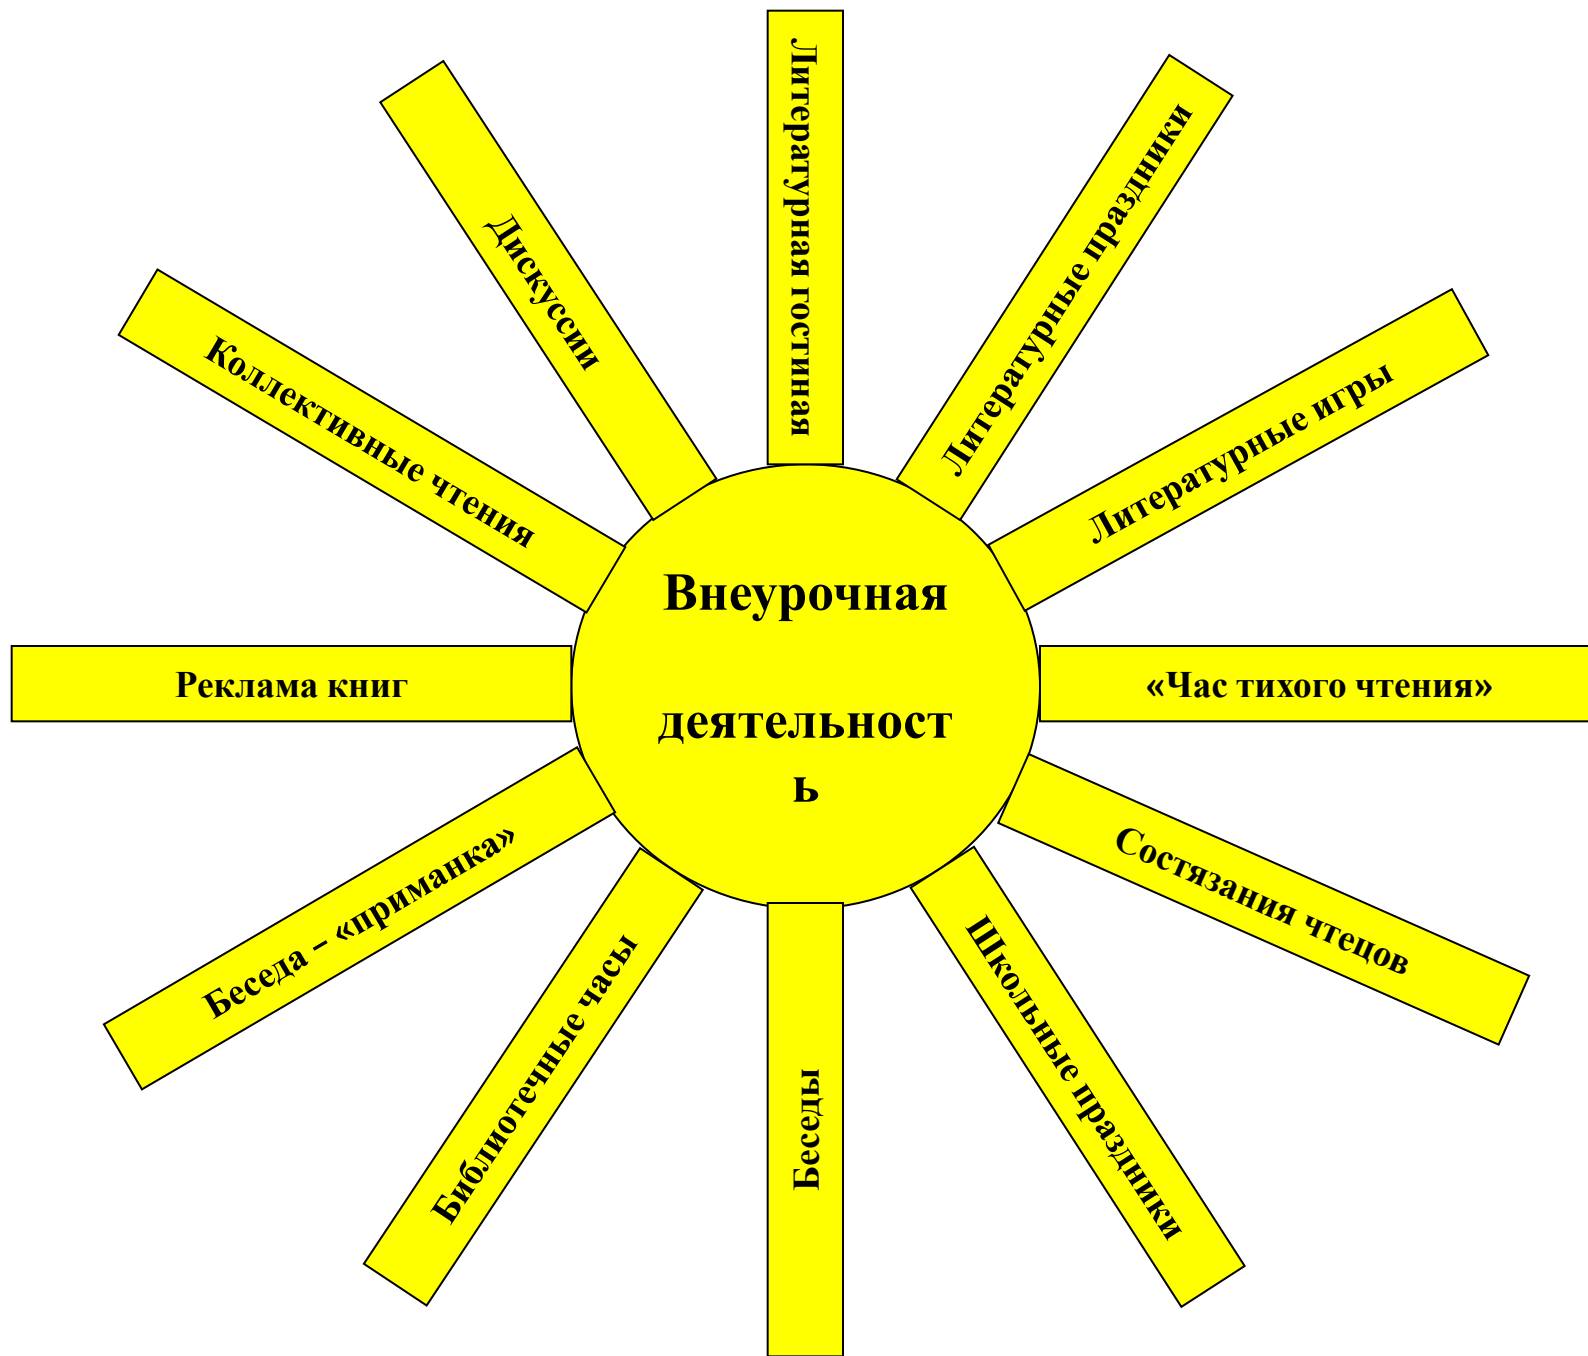 Литературная гостиная
Литературные праздники
Литературные игры
«Час тихого чтения»
Состязания чтецов
Школьные праздники
Беседы
Библиотечные часы
Беседа – «приманка»
Реклама книг
Коллективные чтения
Дискуссии
Внеурочная
деятельност
ь